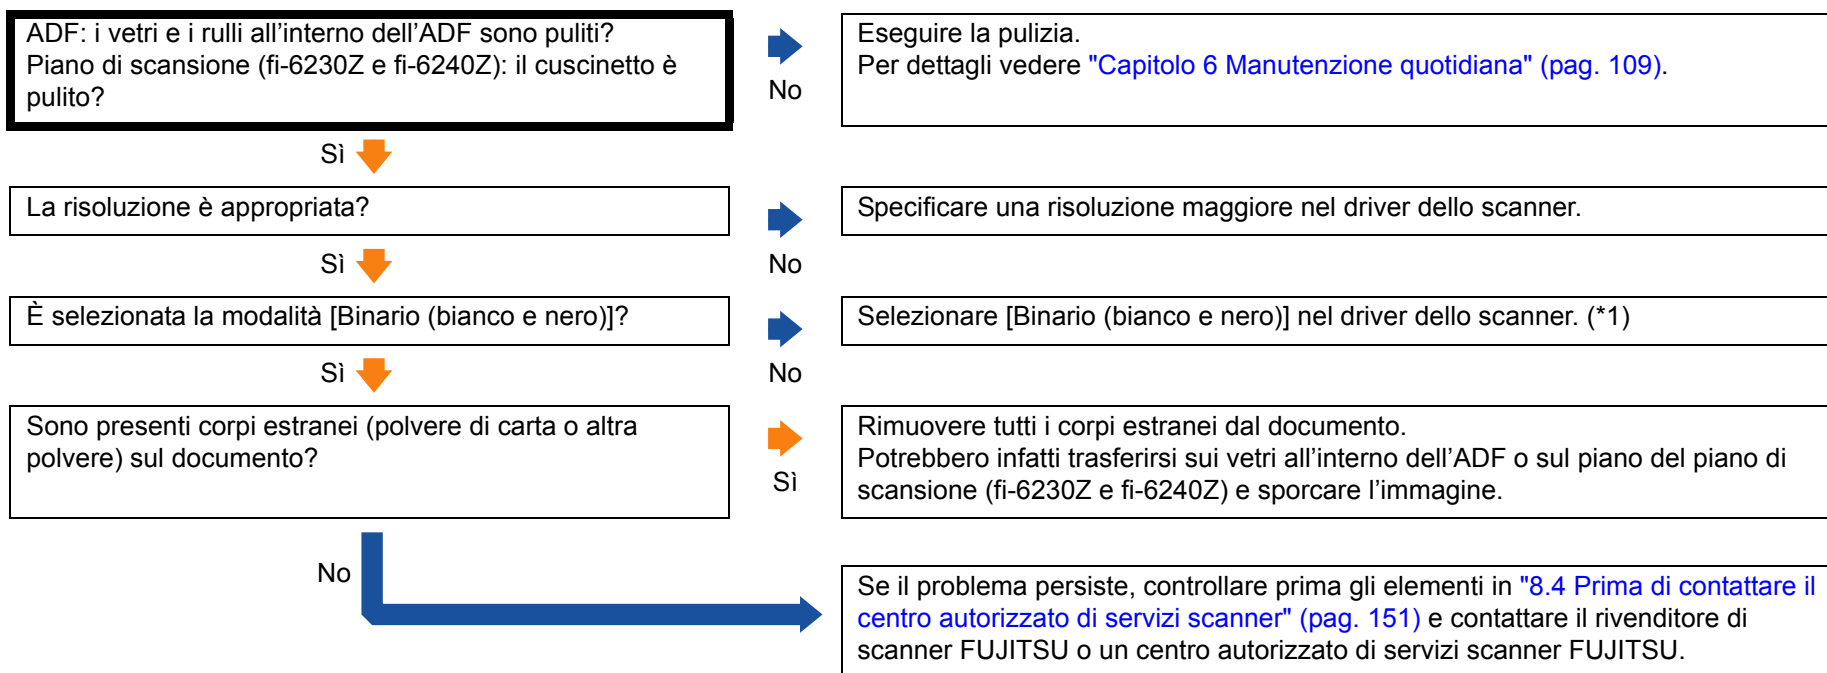 ADF: i vetri e i rulli all'interno dell'ADF sono puliti?
Piano di scansione (fi-6230Z e fi-6240Z): il cuscinetto è
pulito?
No
Eseguire la pulizia.
Per dettagli vedere "Capitolo 6 Manutenzione quotidiana" (pag. 109).
Sì
La risoluzione è appropriata?
No
Specificare una risoluzione maggiore nel driver dello scanner.
Sì
È selezionata la modalità [Binario (bianco e nero)]?
No
Selezionare [Binario (bianco e nero)] nel driver dello scanner. (*1)
Sì
Sono presenti corpi estranei (polvere di carta o altra
polvere) sul documento?
Sì
Rimuovere tutti i corpi estranei dal documento.
Potrebbero infatti trasferirsi sui vetri all'interno dell'ADF o sul piano del piano di
scansione (fi-6230Z e fi-6240Z) e sporcare l'immagine.
No
Se il problema persiste, controllare prima gli elementi in "8.4 Prima di contattare il
centro autorizzato di servizi scanner" (pag. 151) e contattare il rivenditore di
scanner FUJITSU o un centro autorizzato di servizi scanner FUJITSU.